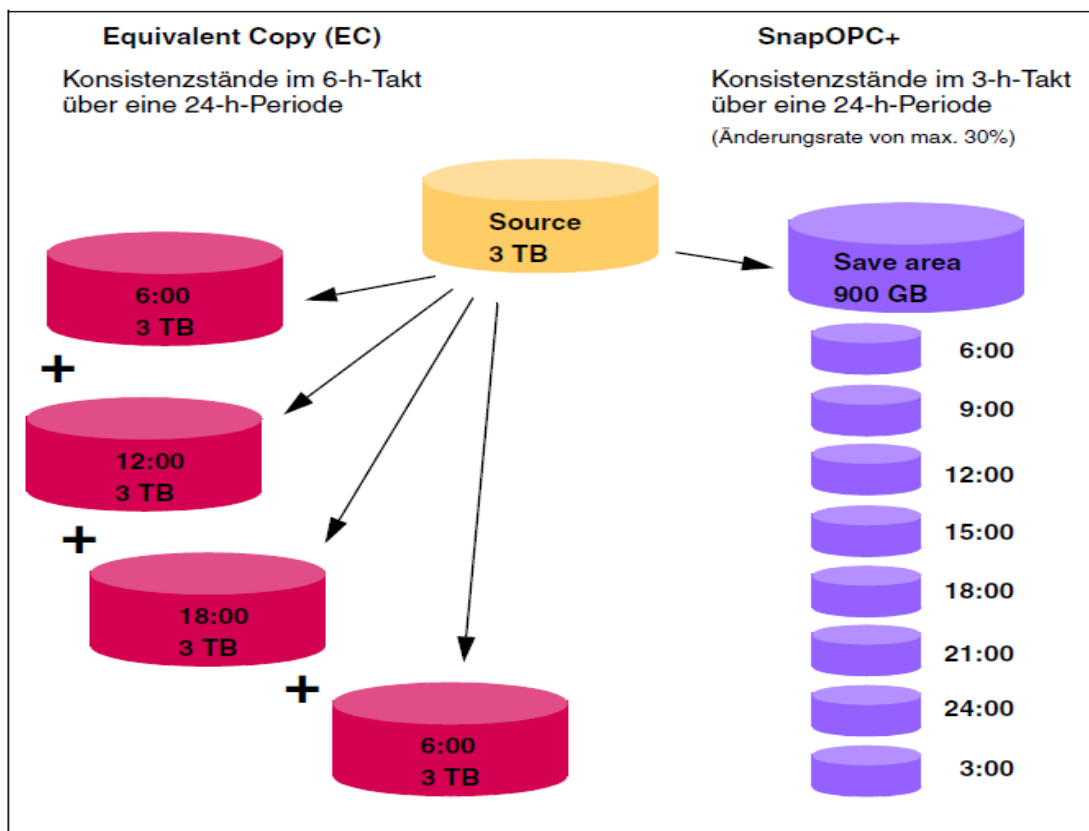 Equivalent Copy (EC)
Konsistenzstände im 6-h-Takt
über eine 24-h-Periode
SnapOPC+
Konsistenzstände im 3-h-Takt
über eine 24-h-Periode
(Änderungsrate von max. 30%)
Source
3 TB
6:00
3 TB
+
12:00
3 TB
+
18:00
3 TB
+
6:00
3 TB
Save area
900 GB
6:00
9:00
12:00
15:00
18:00
21:00
24:00
3:00